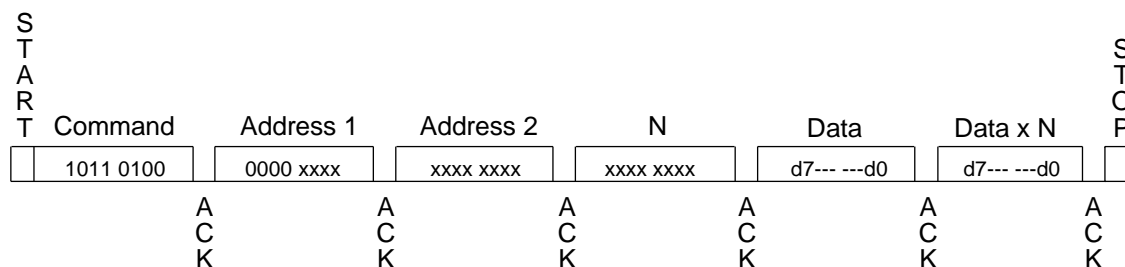 START
Command Address 1 Address 2 N Data Data x N
STOP
1011 0100 0000 xxxx xxxx xxxx xxxx xxxx d7--- ---d0 d7--- ---d0
ACK ACK ACK ACK ACK ACK